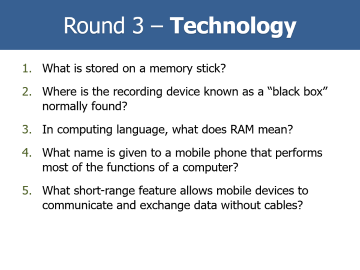 Round 3 – Technology
1. What is stored on a memory stick?
2. Where is the recording device known as a “black box”
normally found?
3. In computing language, what does RAM mean?
4. What name is given to a mobile phone that performs
most of the functions of a computer?
5. What short-range feature allows mobile devices to
communicate and exchange data without cables?